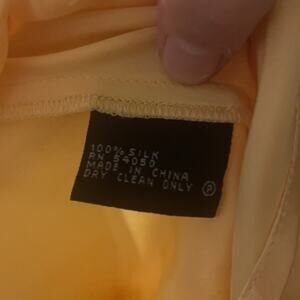 100% SILK
RN 54050
MADE IN CHINA
DRY CLEAN ONLY Ⓟ